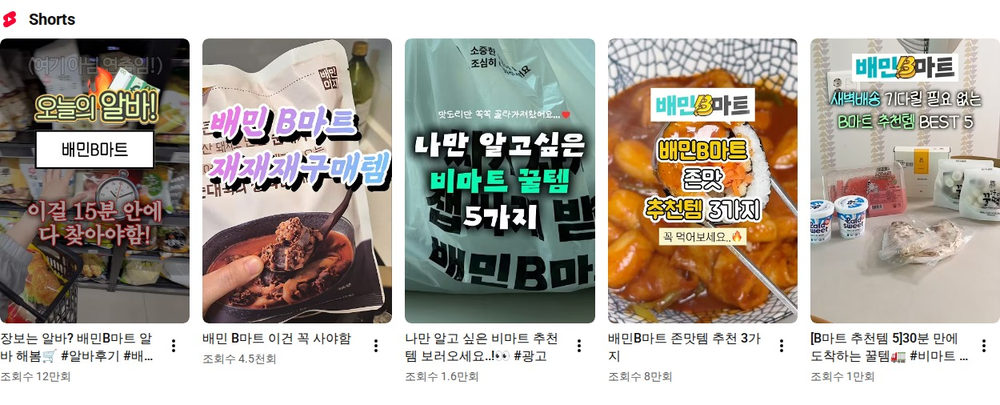 Shorts
(여기 아님 연출임!)
오늘의 알바!
배민B마트
이걸 15분 안에
다 찾아야함!
장보는 알바? 배민B마트 알
바 해봄🛒 #알바후기 #배...
조회수 12만회
배민
배민 B마트
재재재구매템
배민 B마트 이건 꼭 사야함
조회수 4.5천회
소중한
조심히
맛도리만 쏙쏙 골라가져왔어요...❤️
나만 알고싶은
비마트 꿀템
5가지
배민B마
나만 알고 싶은 비마트 추천
템 보러오세요..!👀 #광고
조회수 1.6만회
배민B마트
배민B마트
존맛
추천템 3가지
꼭 먹어보세요..🔥
배민B마트 존맛템 추천 3가
지
조회수 8만회
배민B마트
새벽배송 기다릴 필요 없는
B마트 추천템 BEST 5
[B마트 추천템 5]30분 만에
도착하는 꿀템🚛 #비마트 ...
조회수 1만회